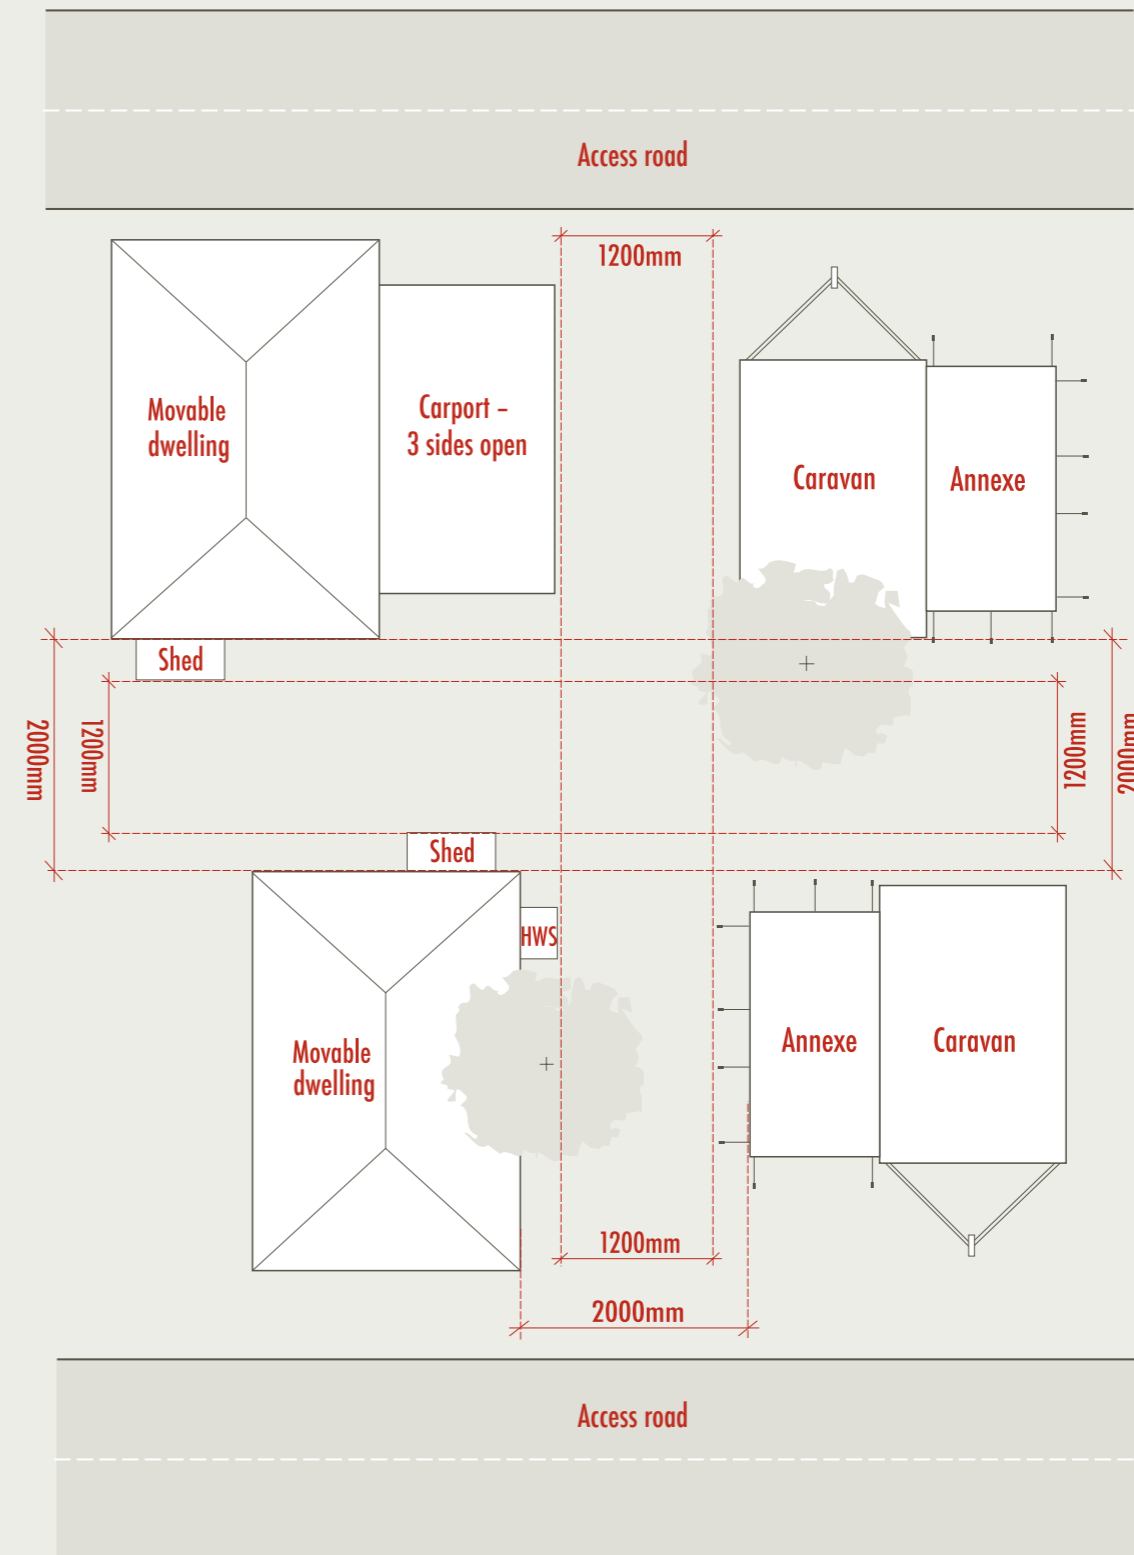 Access road
1200mm
Movable
dwelling
Carport –
3 sides open
Caravan
Annexe
Shed
2000mm
1200mm
1200mm
2000mm
Shed
HWS
Movable
dwelling
Annexe
Caravan
1200mm
2000mm
Access road